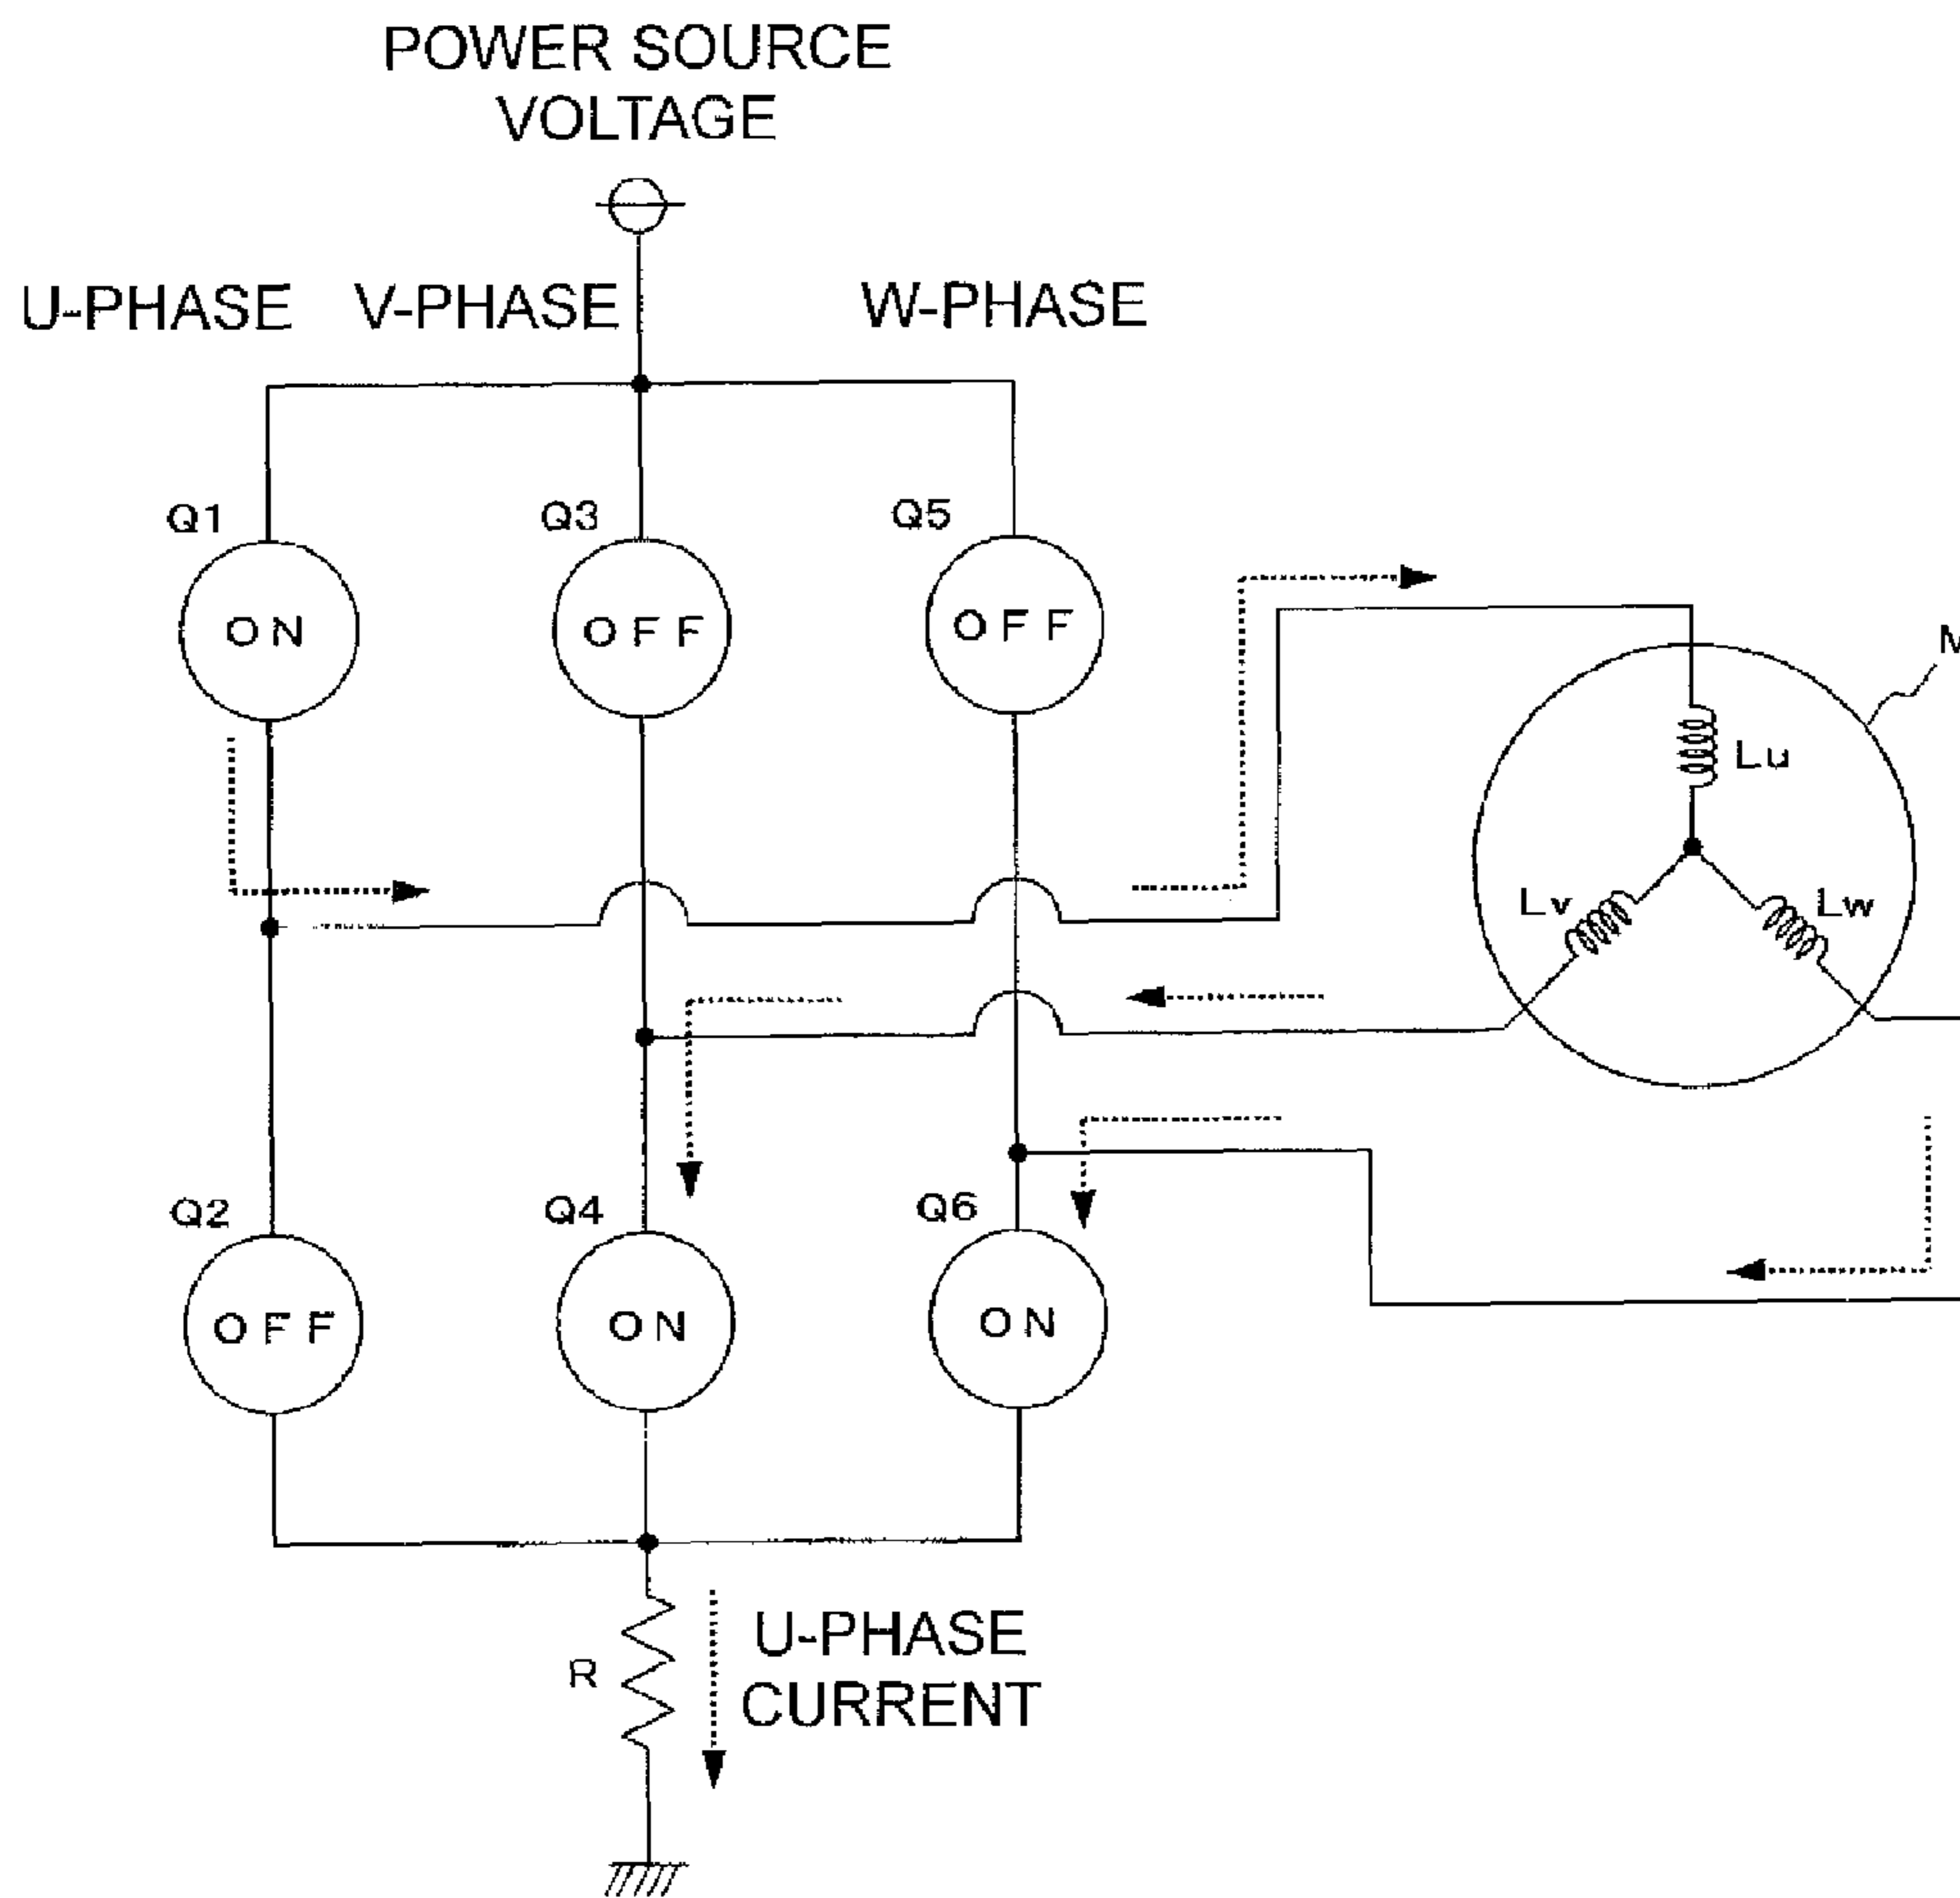 POWER SOURCE
VOLTAGE
U-PHASE V-PHASE W-PHASE
Q1 Q3 Q5
ON OFF OFF
M
Lu
Lv Lw
Q2 Q4 Q6
OFF ON ON
R
U-PHASE
CURRENT